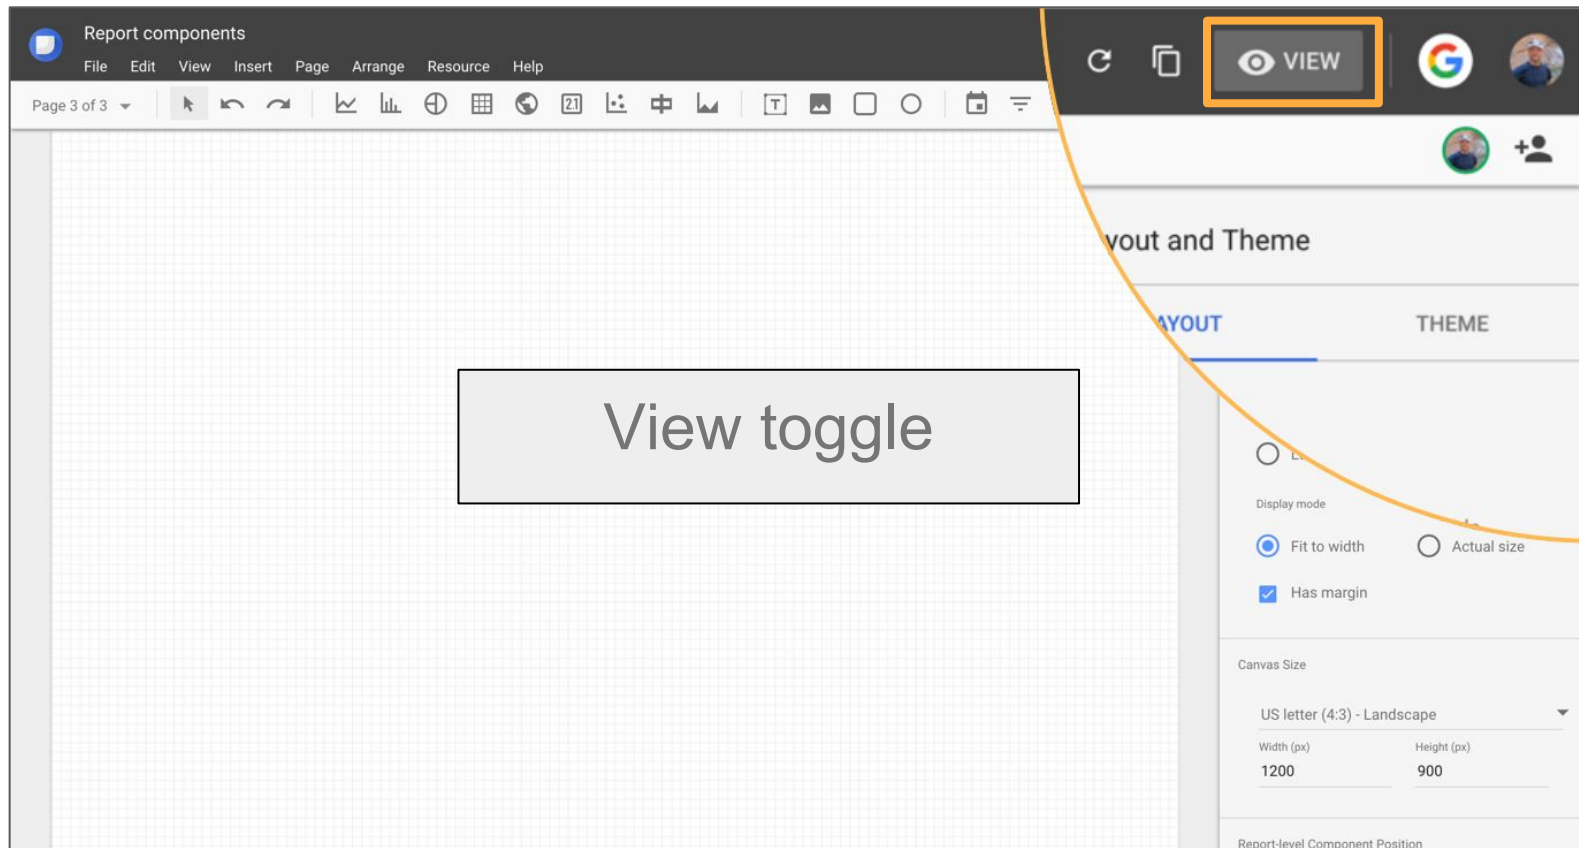 Report components
File Edit View Insert Page Arrange Resource Help
VIEW
Page 3 of 3
21
T
yout and Theme
AYOUT THEME
View toggle
Display mode
Fit to width Actual size
Has margin
Canvas Size
US letter (4:3) - Landscape
Width (px) Height (px)
1200 900
Report-level Component Position